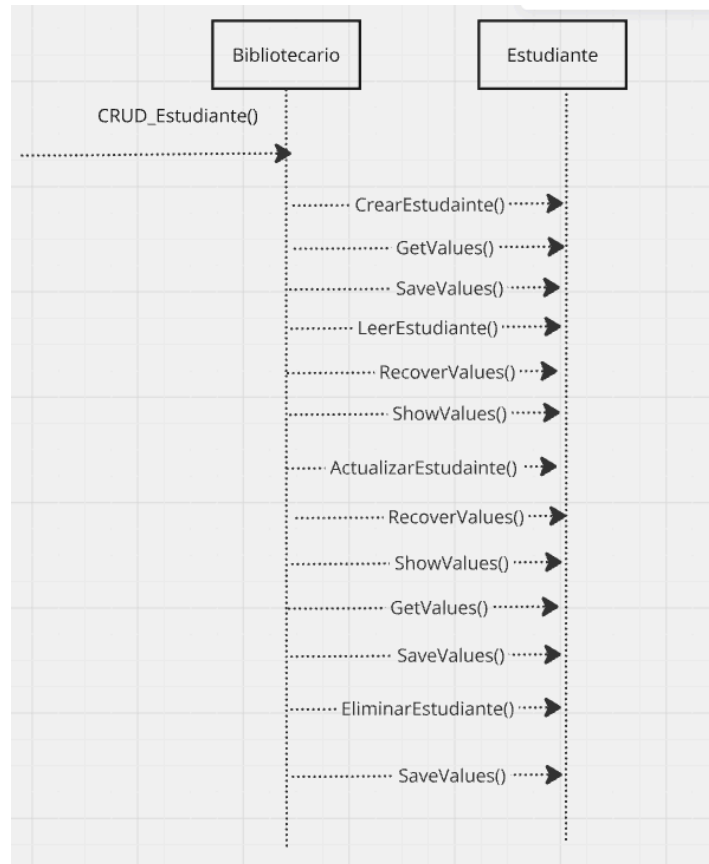 Bibliotecario
Estudiante
CRUD_Estudiante()
CrearEstudainte()
GetValues()
SaveValues()
LeerEstudiante()
RecoverValues()
ShowValues()
ActualizarEstudainte()
RecoverValues()
ShowValues()
GetValues()
SaveValues()
EliminarEstudiante()
SaveValues()